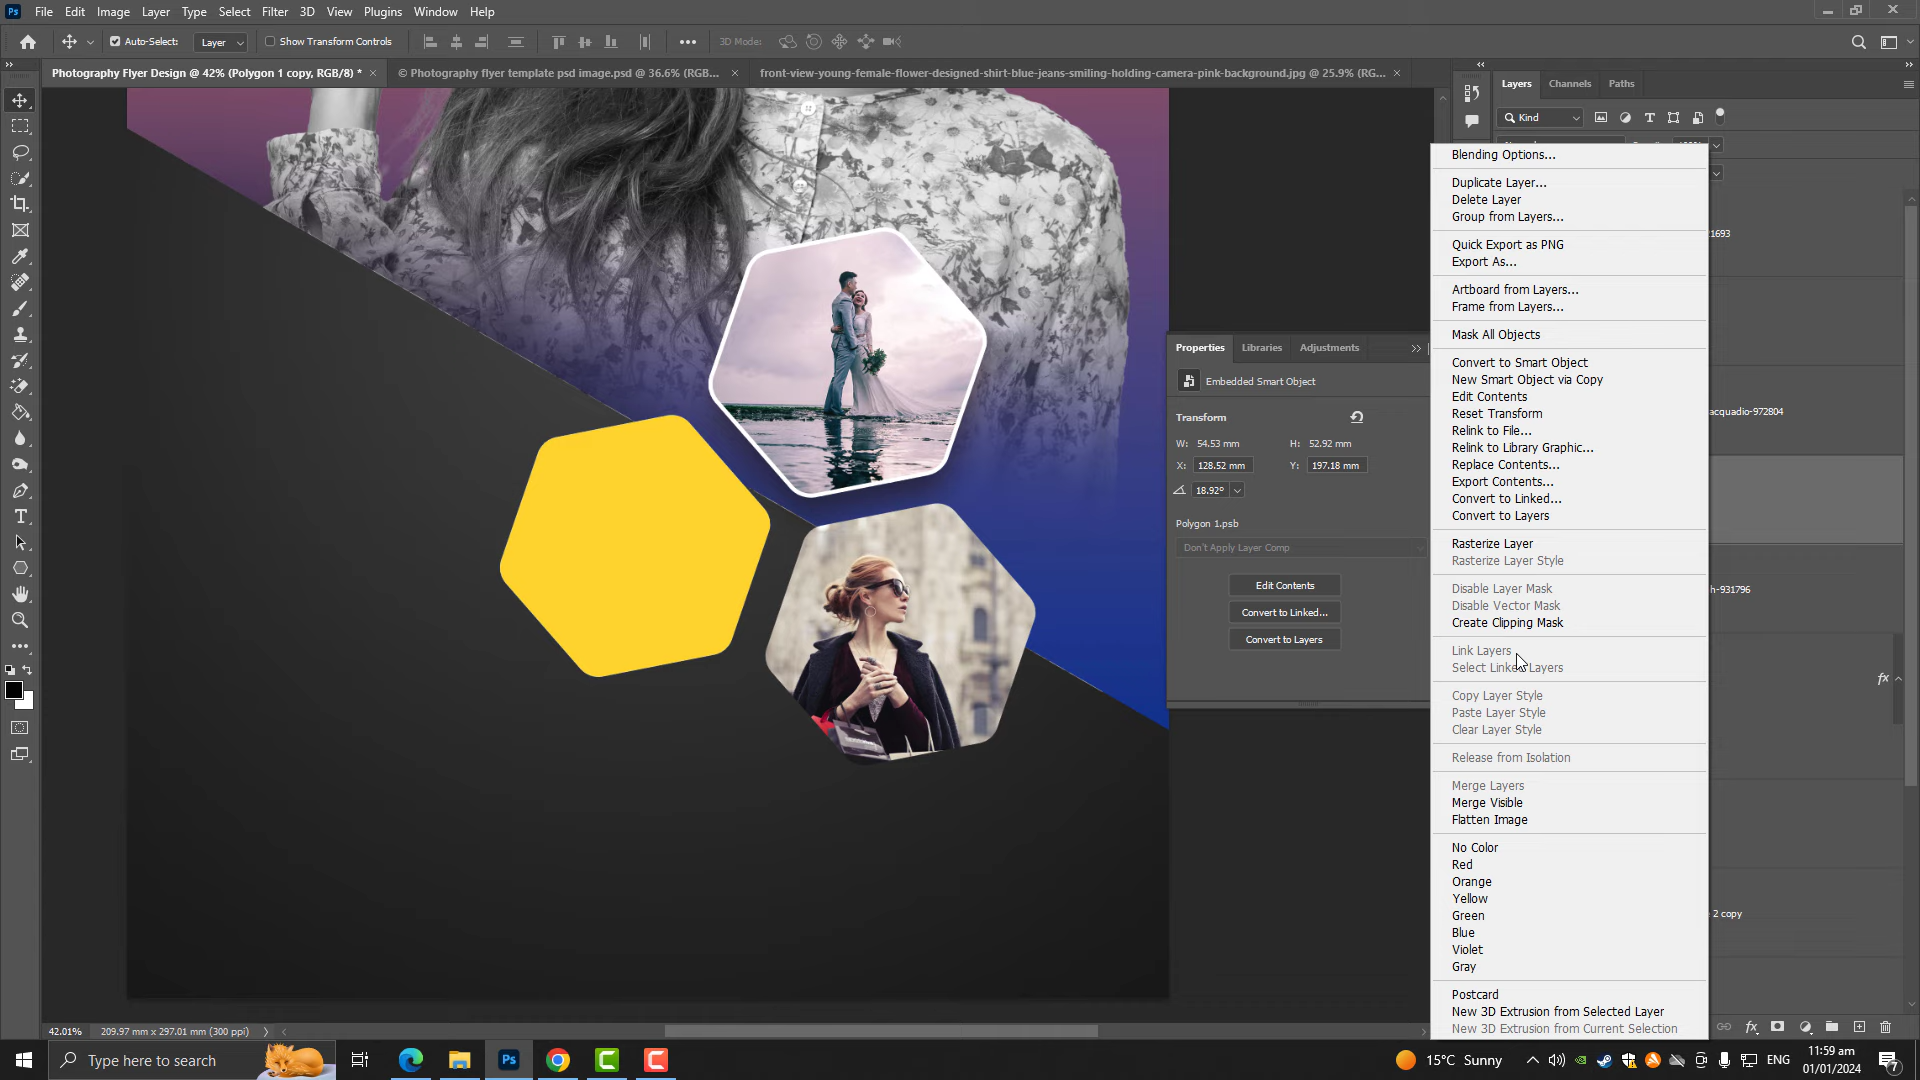 Ps File Edit Image Layer Type Select Filter 3D View Plugins Window Help
Auto-Select: Layer Show Transform Controls 3D Mode:
Photography Flyer Design @ 42% (Polygon 1 copy, RGB/8) * × © Photography flyer template psd image.psd @ 36.6% (RGB... × front-view-young-female-flower-designed-shirt-blue-jeans-smiling-holding-camera-pink-background.jpg @ 25.9% (RG... ×
Layers Channels Paths
Kind
Blending Options...
Duplicate Layer...
Delete Layer
Group from Layers...
21693
Quick Export as PNG
Export As...
Artboard from Layers...
Frame from Layers...
Mask All Objects
Properties Libraries Adjustments
Convert to Smart Object
Embedded Smart Object
New Smart Object via Copy
Edit Contents
Transform
Reset Transform
acquadio-972804
Relink to File...
W: 54.53 mm H: 52.92 mm
Relink to Library Graphic...
X: 128.52 mm Y: 197.18 mm
Replace Contents...
Export Contents...
18.92°
Convert to Linked...
Convert to Layers
Polygon 1.psb
Rasterize Layer
Don't Apply Layer Comp
Rasterize Layer Style
Edit Contents
Disable Layer Mask
h-931796
Disable Vector Mask
Convert to Linked...
Create Clipping Mask
Convert to Layers
Link Layers
Select Linked Layers
fx
Copy Layer Style
Paste Layer Style
Clear Layer Style
Release from Isolation
Merge Layers
Merge Visible
Flatten Image
No Color
Red
Orange
Yellow
Green
2 copy
Blue
Violet
Gray
Postcard
New 3D Extrusion from Selected Layer
New 3D Extrusion from Current Selection
42.01% 209.97 mm x 297.01 mm (300 ppi)
fx
Type here to search
Ps
15°C Sunny
ENG
11:59 am
01/01/2024
7